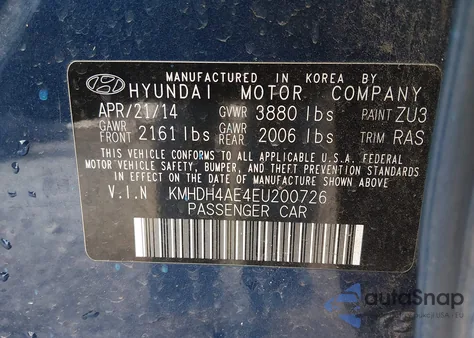 MANUFACTURED IN KOREA BY
HYUNDAI MOTOR COMPANY
APR/21/14 GVWR 3880 lbs PAINT ZU3
GAWR FRONT 2161 lbs GAWR REAR 2006 lbs TRIM RAS
THIS VEHICLE CONFORMS TO ALL APPLICABLE U.S.A. FEDERAL
MOTOR VEHICLE SAFETY, BUMPER, AND THEFT PREVENTION STANDARDS
IN EFFECT ON THE DATE OF MANUFACTURE SHOWN ABOVE.
V.I.N KMHDH4AE4EU200726
PASSENGER CAR
autaSnap